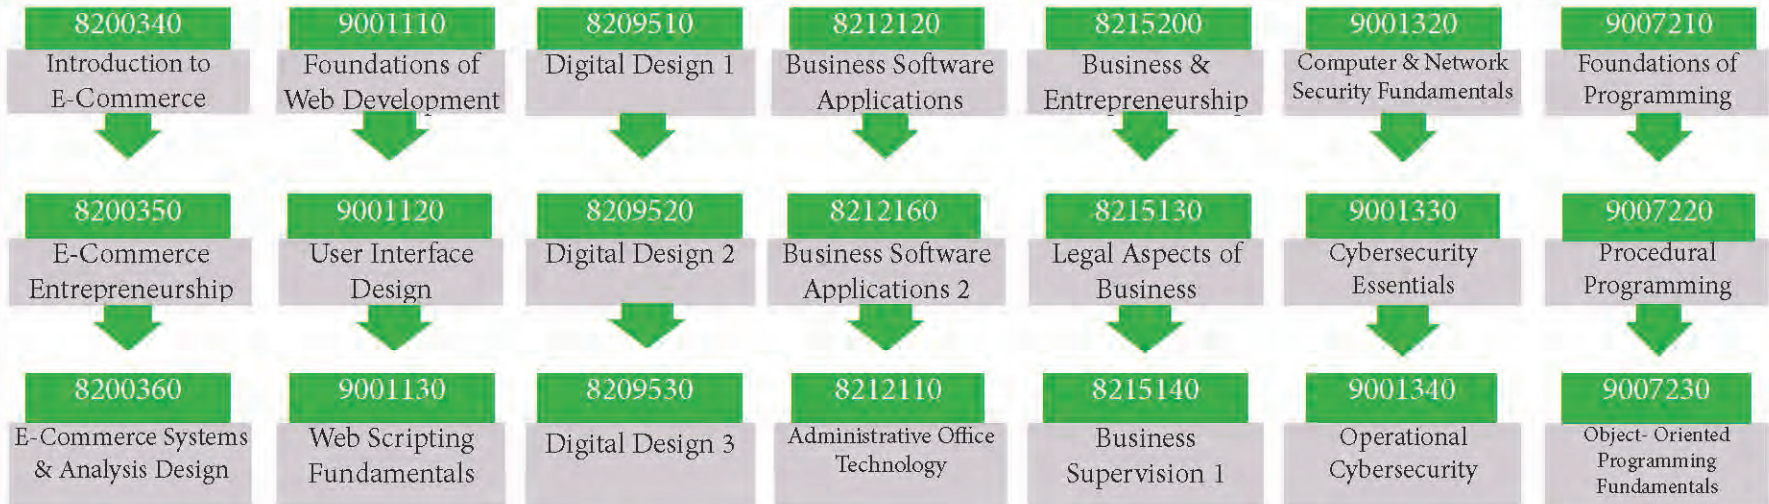 8200340
Introduction to
E-Commerce
9001110
Foundations of
Web Development
8209510
Digital Design 1
8212120
Business Software
Applications
8215200
Business &
Entrepreneurship
9001320
Computer & Network
Security Fundamentals
9007210
Foundations of
Programming
8200350
E-Commerce
Entrepreneurship
9001120
User Interface
Design
8209520
Digital Design 2
8212160
Business Software
Applications 2
8215130
Legal Aspects of
Business
9001330
Cybersecurity
Essentials
9007220
Procedural
Programming
8200360
E-Commerce Systems
& Analysis Design
9001130
Web Scripting
Fundamentals
8209530
Digital Design 3
8212110
Administrative Office
Technology
8215140
Business
Supervision 1
9001340
Operational
Cybersecurity
9007230
Object- Oriented
Programming
Fundamentals